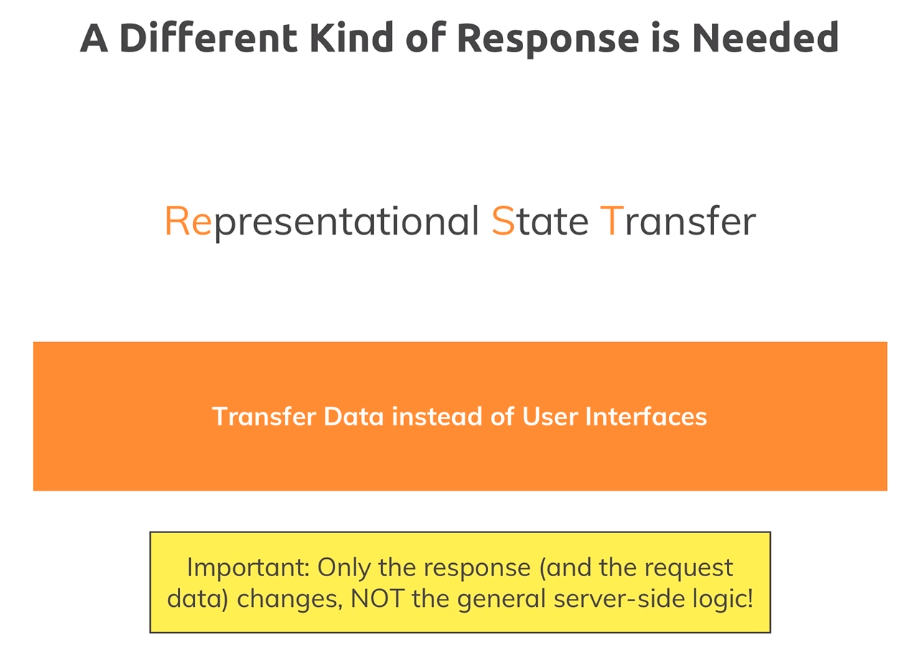 A Different Kind of Response is Needed
Representational State Transfer
Transfer Data instead of User Interfaces
Important: Only the response (and the request
data) changes, NOT the general server-side logic!